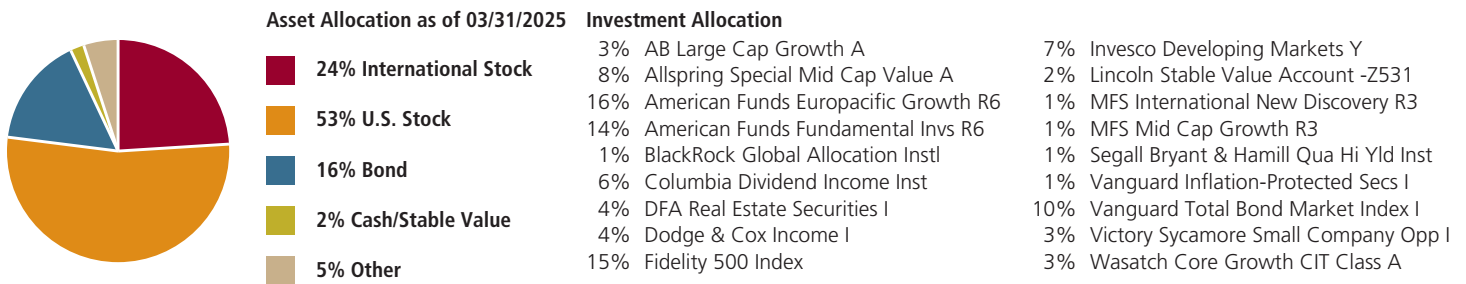 Asset Allocation as of 03/31/2025
24% International Stock
53% U.S. Stock
16% Bond
2% Cash/Stable Value
5% Other
Investment Allocation
3% AB Large Cap Growth A
8% Allspring Special Mid Cap Value A
16% American Funds Europacific Growth R6
14% American Funds Fundamental Invs R6
1% BlackRock Global Allocation Instl
6% Columbia Dividend Income Inst
4% DFA Real Estate Securities I
4% Dodge & Cox Income I
15% Fidelity 500 Index
7% Invesco Developing Markets Y
2% Lincoln Stable Value Account -Z531
1% MFS International New Discovery R3
1% MFS Mid Cap Growth R3
1% Segall Bryant & Hamill Qua Hi Yld Inst
1% Vanguard Inflation-Protected Secs I
10% Vanguard Total Bond Market Index I
3% Victory Sycamore Small Company Opp I
3% Wasatch Core Growth CIT Class A